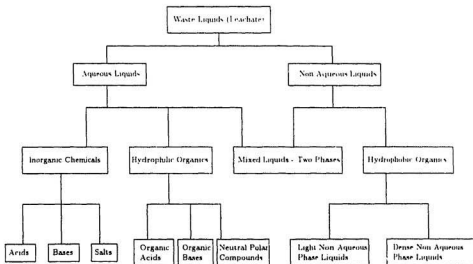 Waste Liquids (Leachate)
Aqueous Liquids
Non Aqueous Liquids
Inorganic Chemicals
Hydrophilic Organics
Mixed Liquids - Two Phases
Hydrophobic Organics
Acids
Bases
Salts
Organic
Acids
Organic
Bases
Neutral Polar
Compounds
Light Non Aqueous
Phase Liquids
Dense Non Aqueous
Phase Liquids